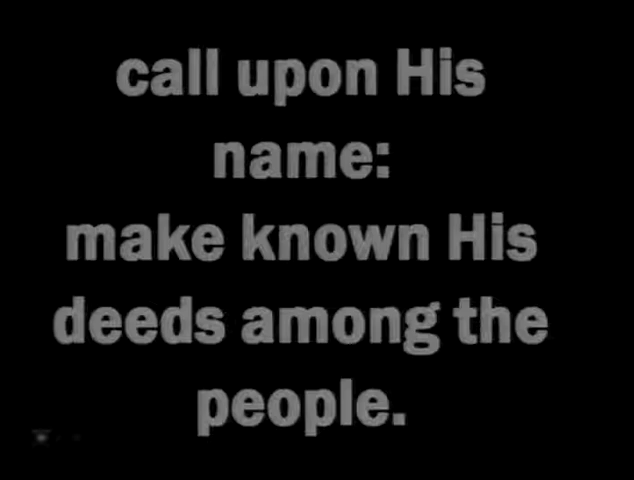 call upon His
name:
make known His
deeds among the
people.